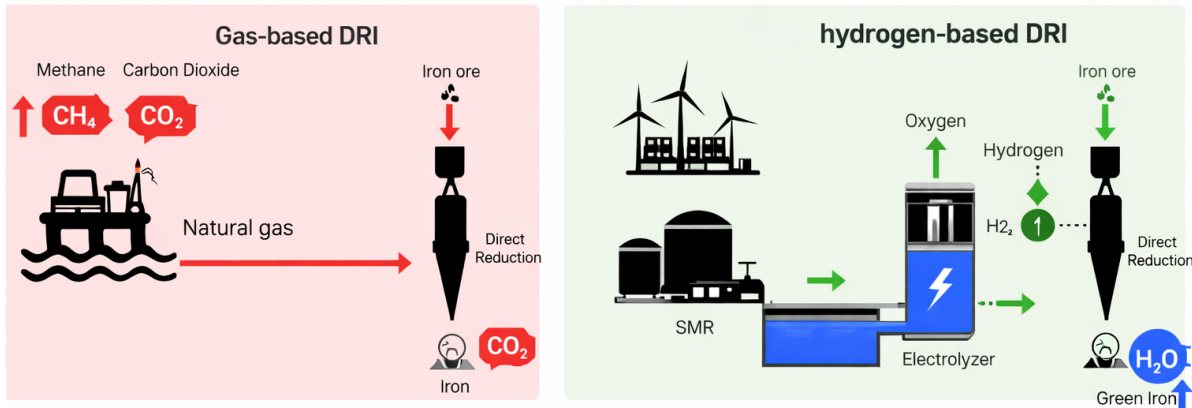 Gas-based DRI
Methane
Carbon Dioxide
CH₄
CO₂
Iron ore
Natural gas
Direct
Reduction
CO₂
Iron
hydrogen-based DRI
Iron ore
Oxygen
Hydrogen
H2₂
1
Direct
Reduction
SMR
Electrolyzer
H₂O
Green Iron